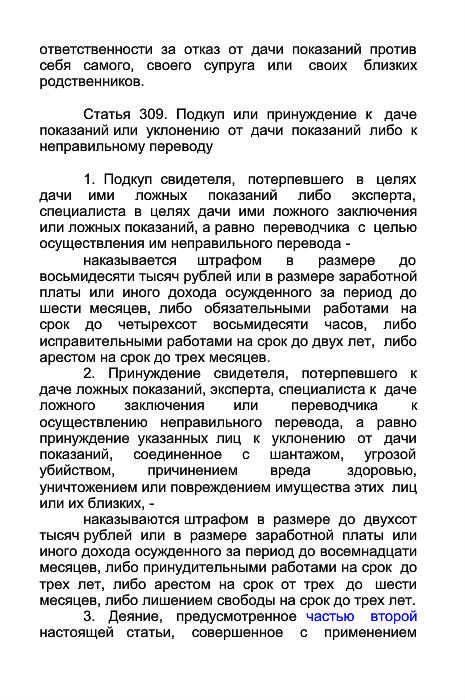 ответственности за отказ от дачи показаний против
себя самого, своего супруга или своих близких
родственников.
Статья 309. Подкуп или принуждение к даче
показаний или уклонению от дачи показаний либо к
неправильному переводу
1. Подкуп свидетеля, потерпевшего в целях
дачи ими ложных показаний либо эксперта,
специалиста в целях дачи ими ложного заключения
или ложных показаний, а равно переводчика с целью
осуществления им неправильного перевода -
наказывается штрафом в размере до
восьмидесяти тысяч рублей или в размере заработной
платы или иного дохода осужденного за период до
шести месяцев, либо обязательными работами на
срок до четырехсот восьмидесяти часов, либо
исправительными работами на срок до двух лет, либо
арестом на срок до трех месяцев.
2. Принуждение свидетеля, потерпевшего к
даче ложных показаний, эксперта, специалиста к даче
ложного заключения или переводчика к
осуществлению неправильного перевода, а равно
принуждение указанных лиц к уклонению от дачи
показаний, соединенное с шантажом, угрозой
убийством, причинением вреда здоровью,
уничтожением или повреждением имущества этих лиц
или их близких, -
наказываются штрафом в размере до двухсот
тысяч рублей или в размере заработной платы или
иного дохода осужденного за период до восемнадцати
месяцев, либо принудительными работами на срок до
трех лет, либо арестом на срок от трех до шести
месяцев, либо лишением свободы на срок до трех лет.
3. Деяние, предусмотренное частью второй
настоящей статьи, совершенное с применением